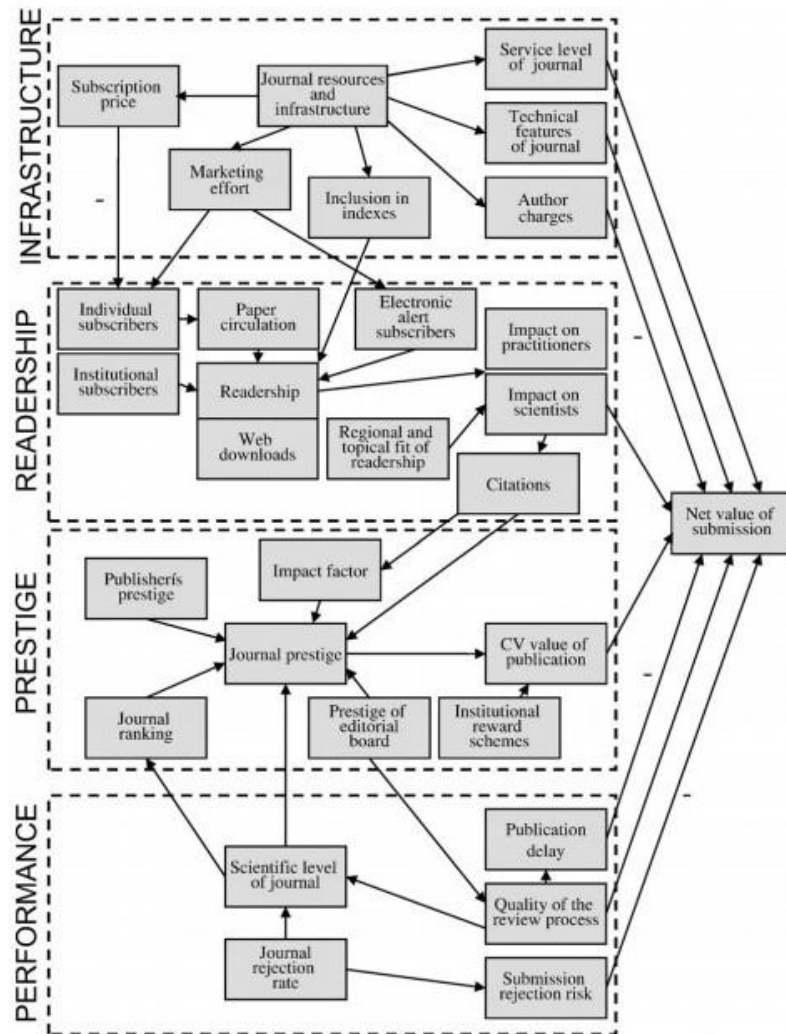 INFRASTRUCTURE
Service level
of journal
Subscription
price
Journal resources
and
infrastructure
Technical
features
of journal
Marketing
effort
Inclusion in
indexes
Author
charges
-
READERSHIP
Individual
subscribers
Paper
circulation
Electronic
alert
subscribers
Impact on
practitioners
-
Institutional
subscribers
Readership
Impact on
scientists
Web
downloads
Regional and
topical fit of
readership
Citations
Net value of
submission
PRESTIGE
Publisherís
prestige
Impact factor
Journal prestige
CV value of
publication
-
Journal
ranking
Prestige of
editorial
board
Institutional
reward
schemes
PERFORMANCE
-
Publication
delay
Scientific level
of journal
Quality of the
review process
Journal
rejection
rate
Submission
rejection risk